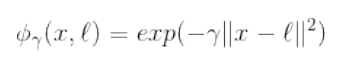 ϕγ(x, ℓ) = exp(−γ||x − ℓ||²)